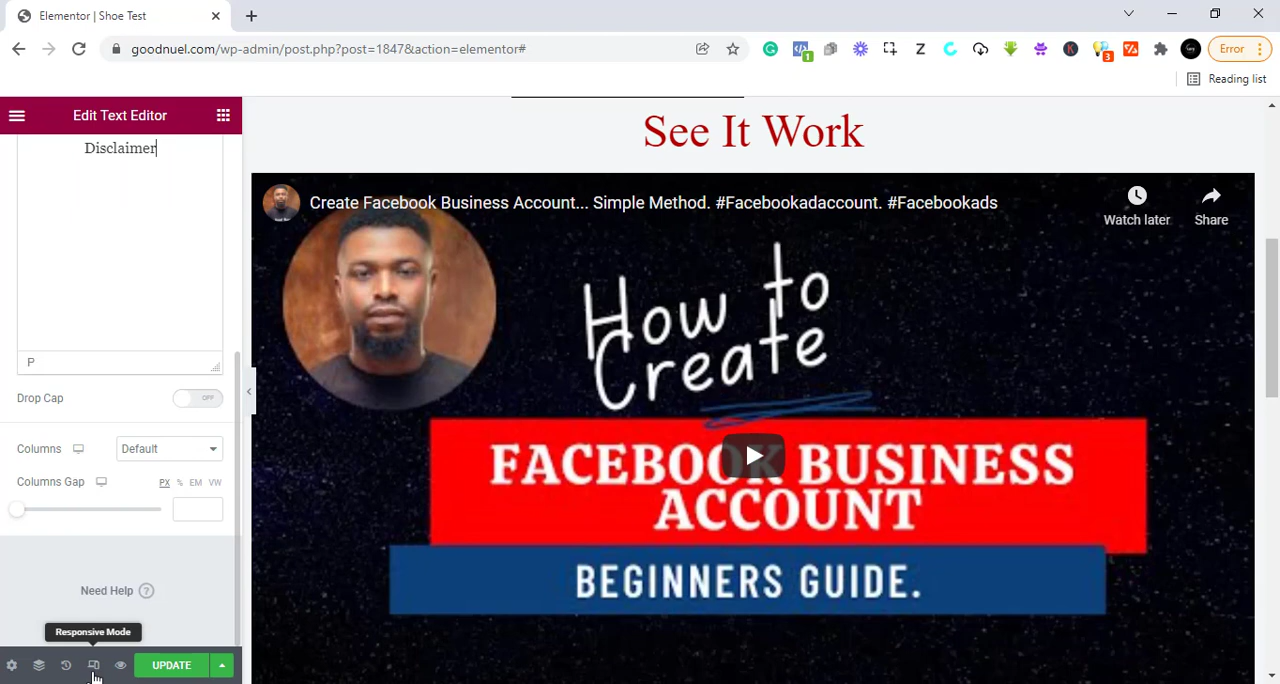 Elementor | Shoe Test
goodnuel.com/wp-admin/post.php?post=1847&action=elementor#
Error
Reading list
Edit Text Editor
Disclaimer
P
Drop Cap
OFF
Columns
Default
Columns Gap
PX % EM VW
Need Help
Responsive Mode
UPDATE
See It Work
Create Facebook Business Account... Simple Method. #Facebookadaccount. #Facebookads
Watch later
Share
How to
Create
FACEBOOK BUSINESS
ACCOUNT
BEGINNERS GUIDE.